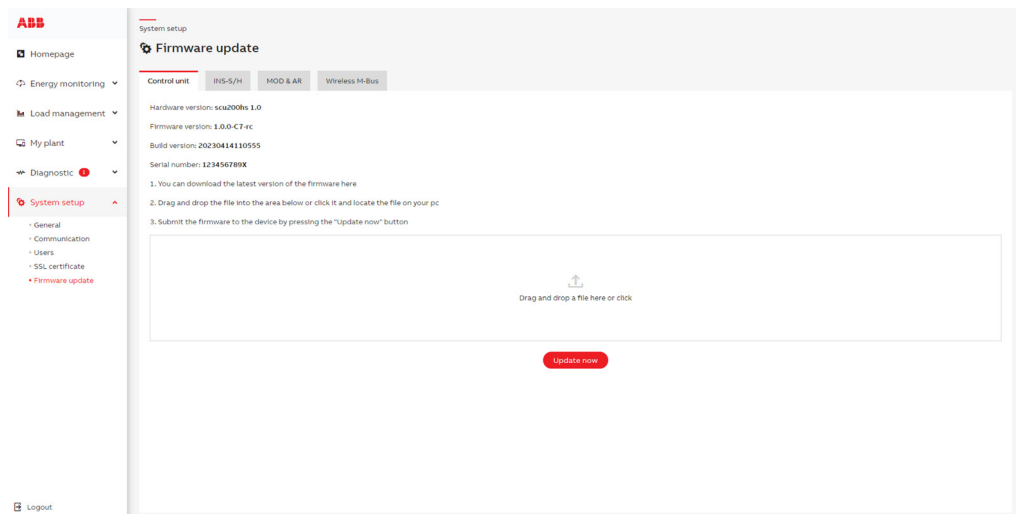 ABB
Homepage
Energy monitoring
Load management
My plant
Diagnostic 1
System setup
General
Communication
Users
SSL certificate
Firmware update
Logout
System setup
Firmware update
Control unit INS-S/H MOD & AR Wireless M-Bus
Hardware version: scu200hs 1.0
Firmware version: 1.0.0-C7-rc
Build version: 20230414110555
Serial number: 123456789X
1. You can download the latest version of the firmware here
2. Drag and drop the file into the area below or click it and locate the file on your pc
3. Submit the firmware to the device by pressing the "Update now" button
Drag and drop a file here or click
Update now